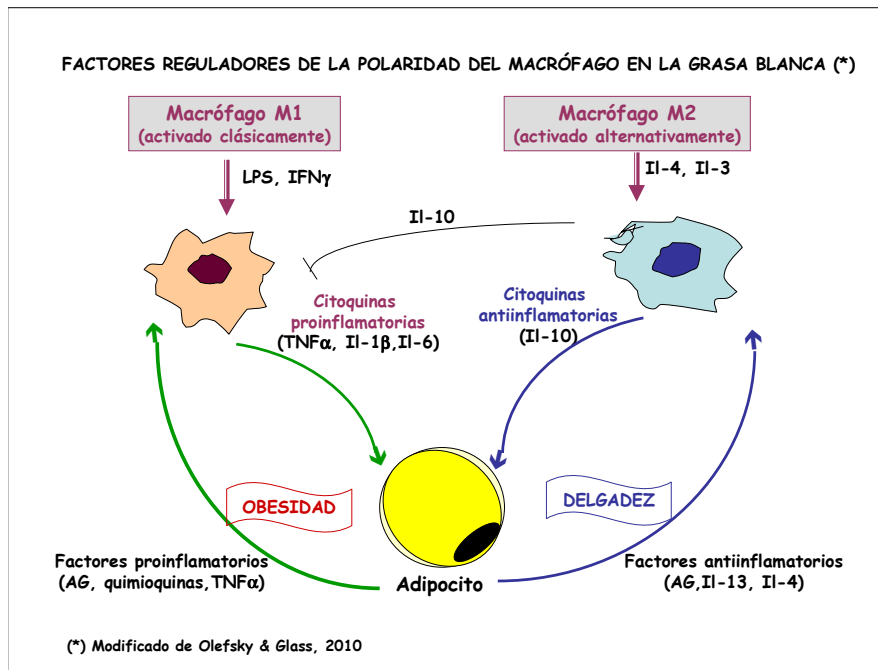 FACTORES REGULADORES DE LA POLARIDAD DEL MACRÓFAGO EN LA GRASA BLANCA (*)
Macrófago M1
(activado clásicamente)
Macrófago M2
(activado alternativamente)
LPS, IFNγ
Il-4, Il-3
Il-10
Citoquinas
proinflamatorias
(TNFα, Il-1β,Il-6)
Citoquinas
antiinflamatorias
(Il-10)
OBESIDAD
DELGADEZ
Factores proinflamatorios
(AG, quimioquinas,TNFα)
Adipocito
Factores antiinflamatorios
(AG,Il-13, Il-4)
(*) Modificado de Olefsky & Glass, 2010